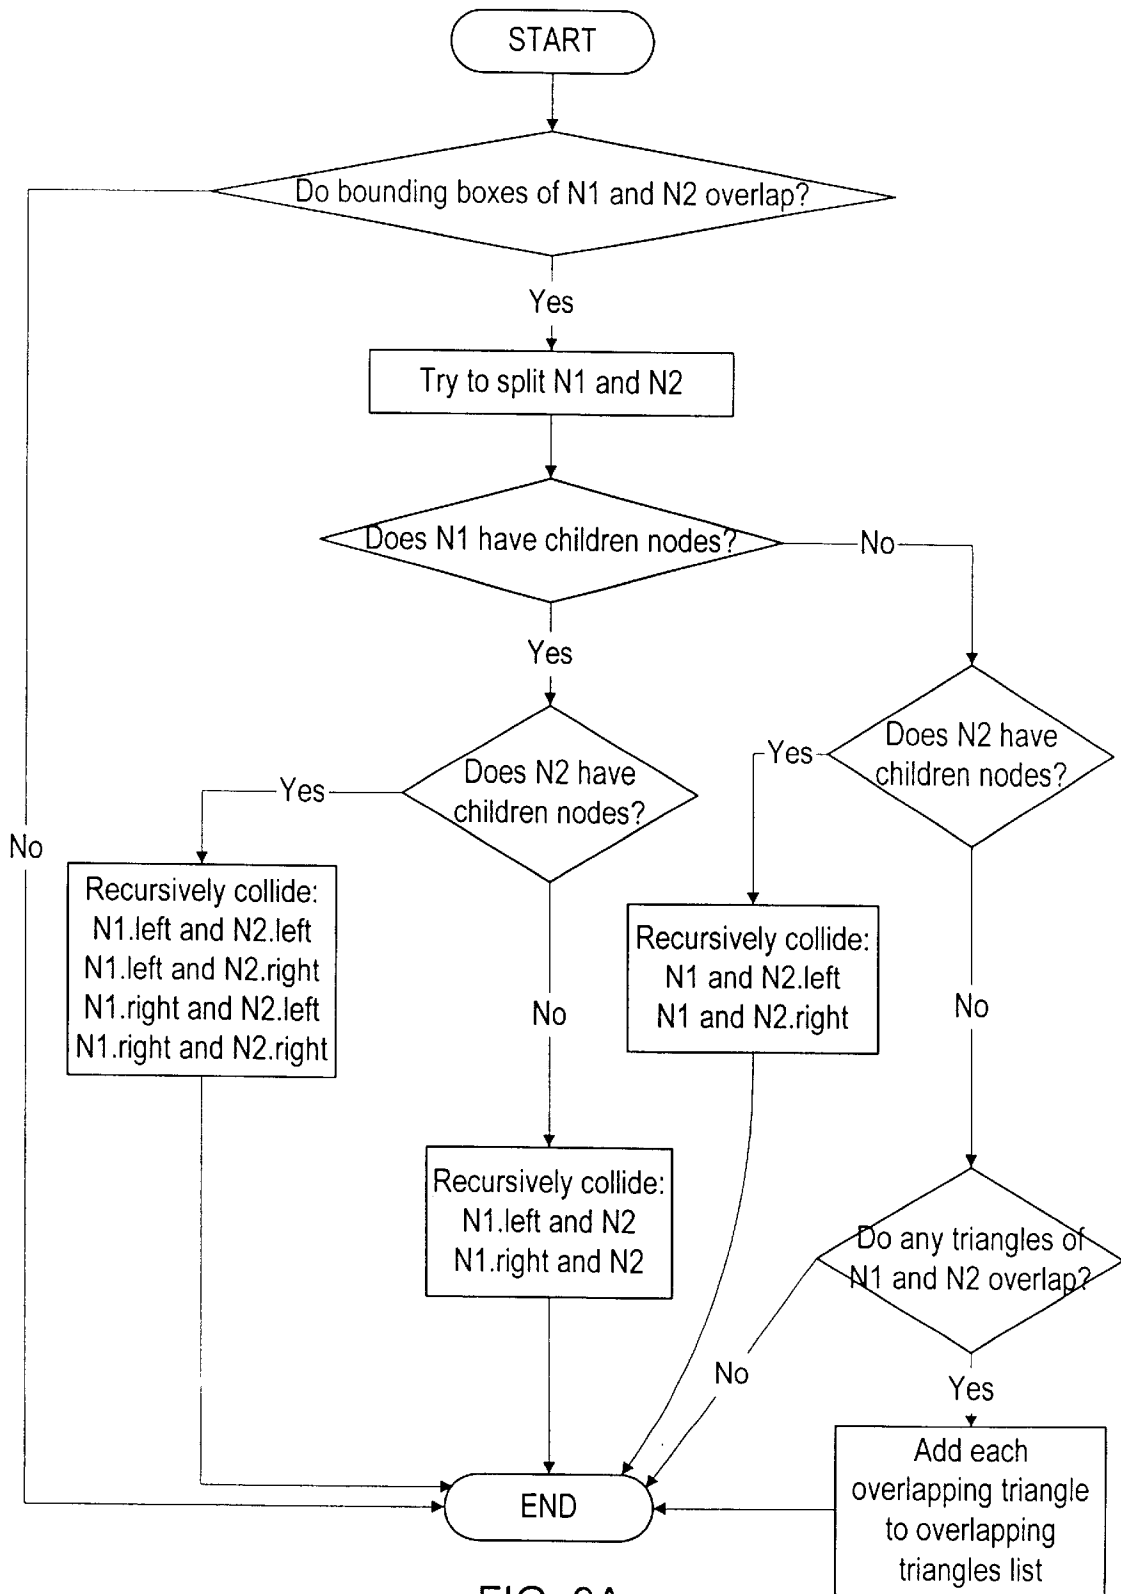 START
Do bounding boxes of N1 and N2 overlap?
Yes
Try to split N1 and N2
Does N1 have children nodes?
No
Yes
Does N2 have
children nodes?
Yes
Does N2 have
children nodes?
Yes
No
Recursively collide:
N1.left and N2.left
N1.left and N2.right
N1.right and N2.left
N1.right and N2.right
Recursively collide:
N1 and N2.left
N1 and N2.right
No
No
Recursively collide:
N1.left and N2
N1.right and N2
Do any triangles of
N1 and N2 overlap?
No
Yes
Add each
overlapping triangle
to overlapping
triangles list
END